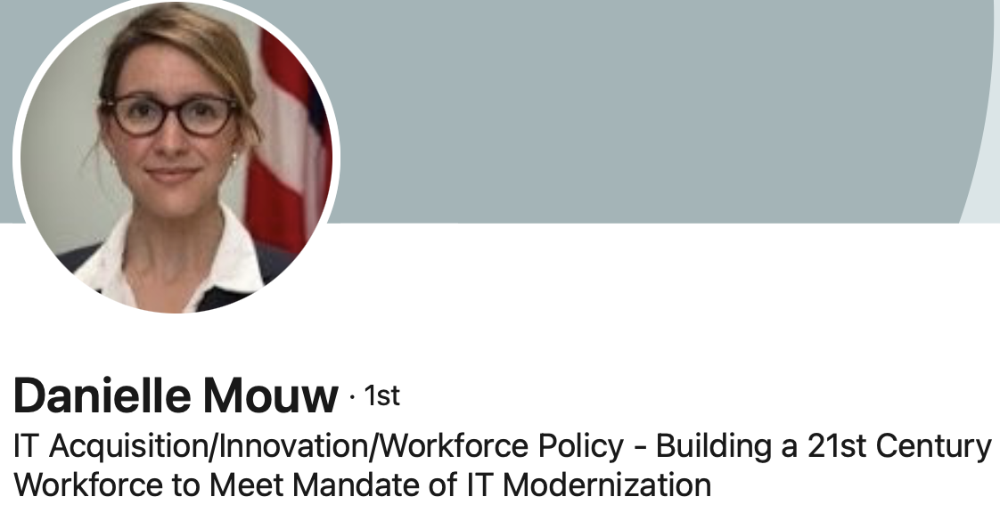 Danielle Mouw · 1st
IT Acquisition/Innovation/Workforce Policy - Building a 21st Century
Workforce to Meet Mandate of IT Modernization